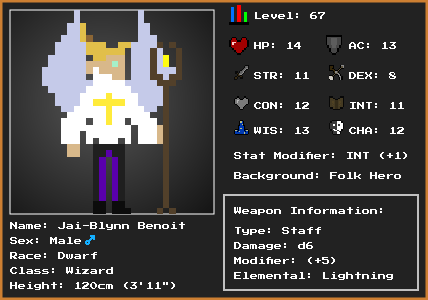 Level: 67
HP: 14 AC: 13
STR: 11 DEX: 8
CON: 12 INT: 11
WIS: 13 CHA: 12
Stat Modifier: INT (+1)
Background: Folk Hero
Name: Jai-Blynn Benoit
Sex: Male
Race: Dwarf
Class: Wizard
Height: 120cm (3'11")
Weapon Information:
Type: Staff
Damage: d6
Modifier: (+5)
Elemental: Lightning